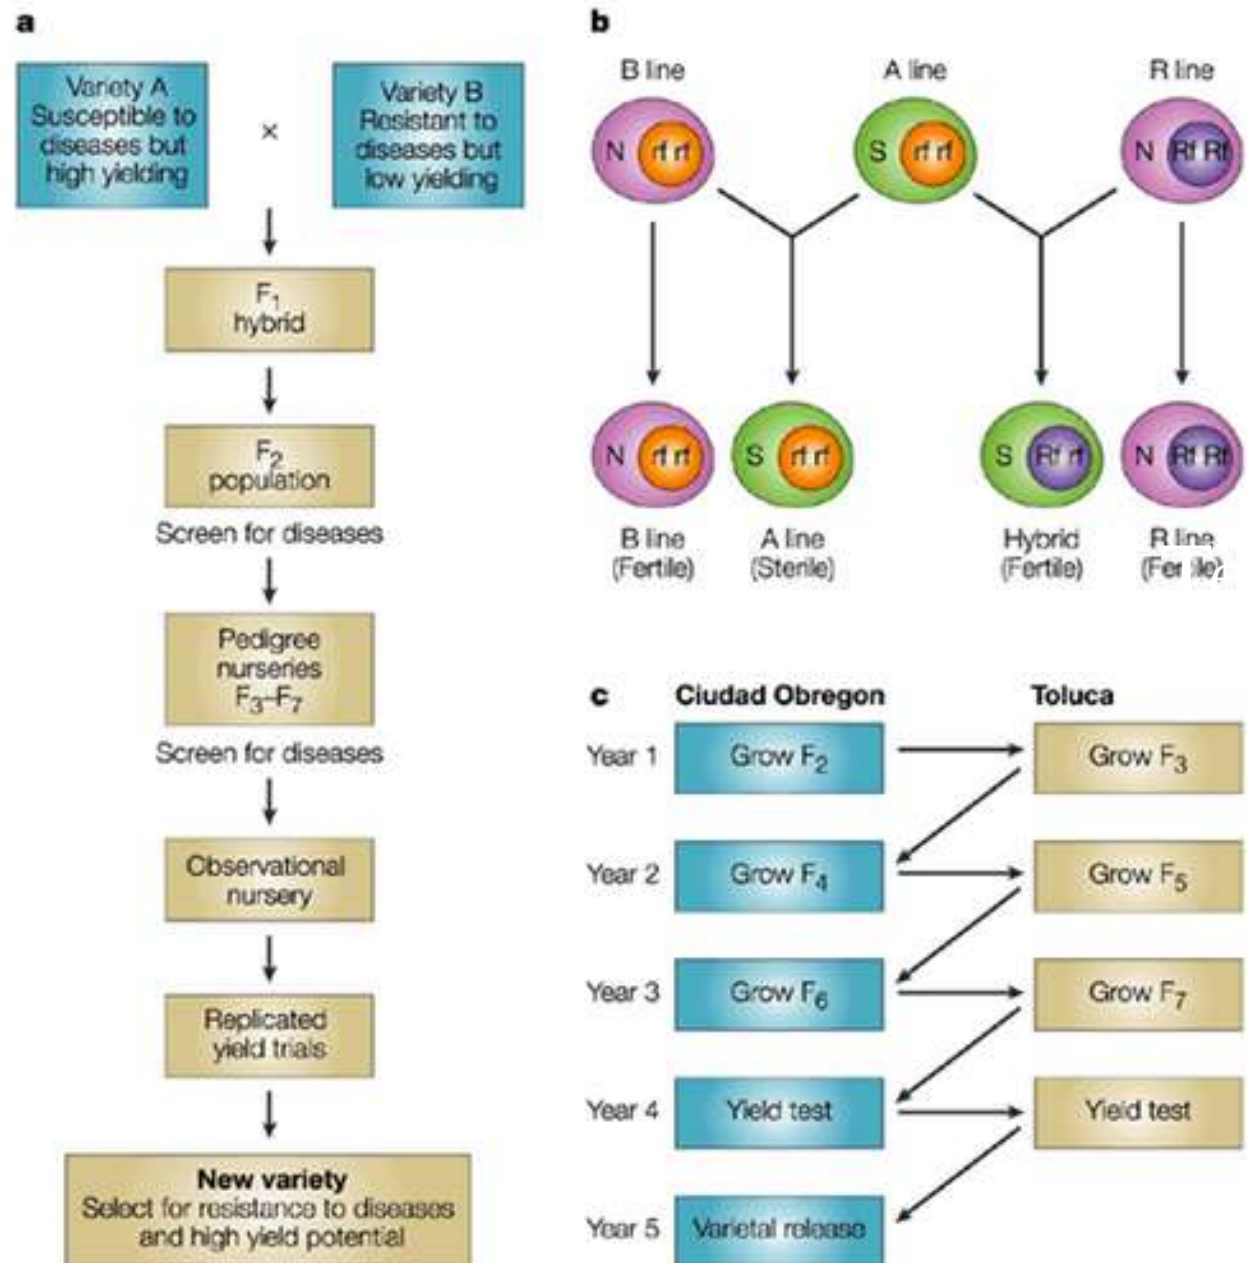 a
Variety A
Susceptible to
diseases but
high yielding
×
Variety B
Resistant to
diseases but
low yielding
F1
hybrid
F2
population
Screen for diseases
Pedigree
nurseries
F3–F7
Screen for diseases
Observational
nursery
Replicated
yield trials
New variety
Select for resistance to diseases
and high yield potential
b
B line
A line
R line
N rf rf
S rf rf
N Rf Rf
N rf rf
S rf rf
S Rf rf
N Rf Rf
B line
(Fertile)
A line
(Sterile)
Hybrid
(Fertile)
R line
c
Ciudad Obregon
Toluca
Year 1
Grow F2
Grow F3
Year 2
Grow F4
Grow F5
Year 3
Grow F6
Grow F7
Year 4
Yield test
Yield test
Year 5
Varietal release